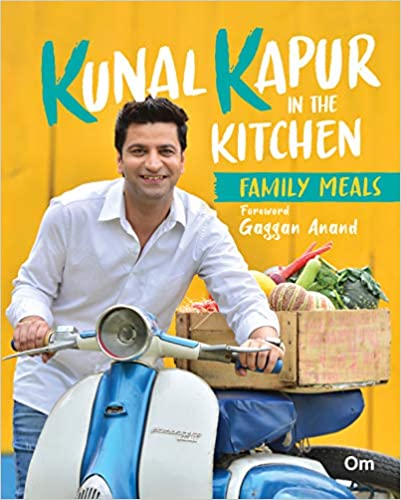 KUNAL KAPUR
IN THE
KITCHEN
FAMILY MEALS
Foreword
Gaggan Anand
Om